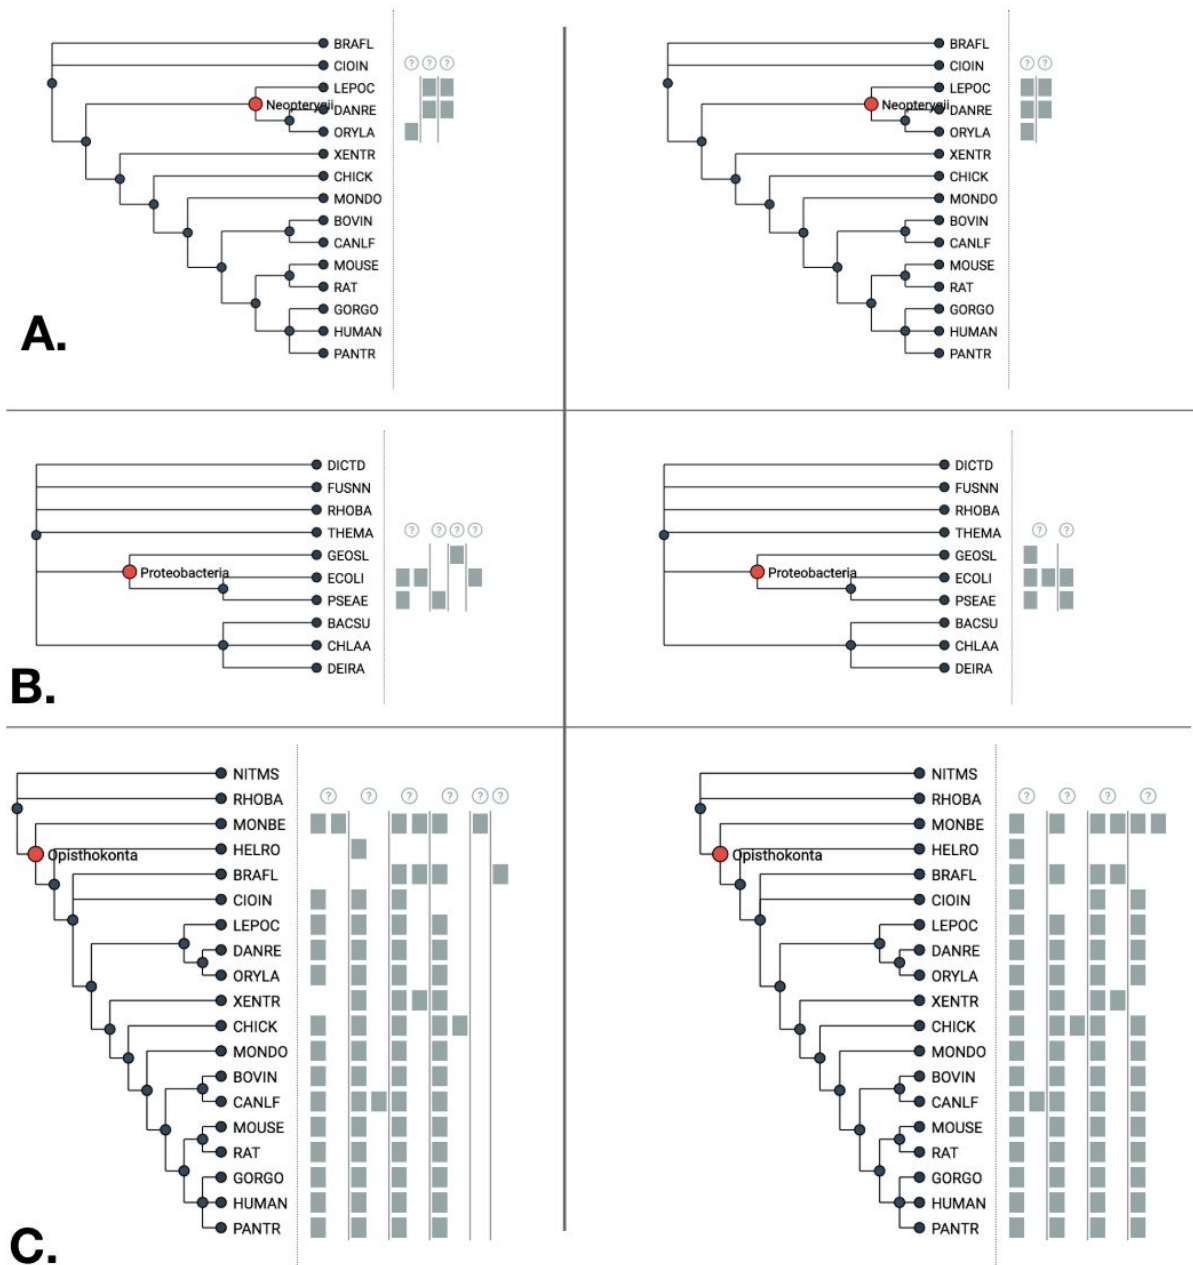 BRAFL
CIOIN
? ? ?
LEPOC
Neopterygii
DANRE
ORYLA
XENTR
CHICK
MONDO
BOVIN
CANLF
MOUSE
RAT
GORGO
HUMAN
PANTR
BRAFL
CIOIN
? ?
LEPOC
Neopterygii
DANRE
ORYLA
XENTR
CHICK
MONDO
BOVIN
CANLF
MOUSE
RAT
GORGO
HUMAN
PANTR
A.
DICTD
FUSNN
RHOBA
THEMA
? ? ? ?
GEOSL
Proteobacteria
ECOLI
PSEAE
BACSU
CHLAA
DEIRA
DICTD
FUSNN
RHOBA
THEMA
? ?
GEOSL
Proteobacteria
ECOLI
PSEAE
BACSU
CHLAA
DEIRA
B.
NITMS
RHOBA
? ? ? ? ? ?
MONBE
HELRO
Opisthokonta
BRAFL
CIOIN
LEPOC
DANRE
ORYLA
XENTR
CHICK
MONDO
BOVIN
CANLF
MOUSE
RAT
GORGO
HUMAN
PANTR
NITMS
RHOBA
? ? ? ?
MONBE
HELRO
Opisthokonta
BRAFL
CIOIN
LEPOC
DANRE
ORYLA
XENTR
CHICK
MONDO
BOVIN
CANLF
MOUSE
RAT
GORGO
HUMAN
PANTR
C.